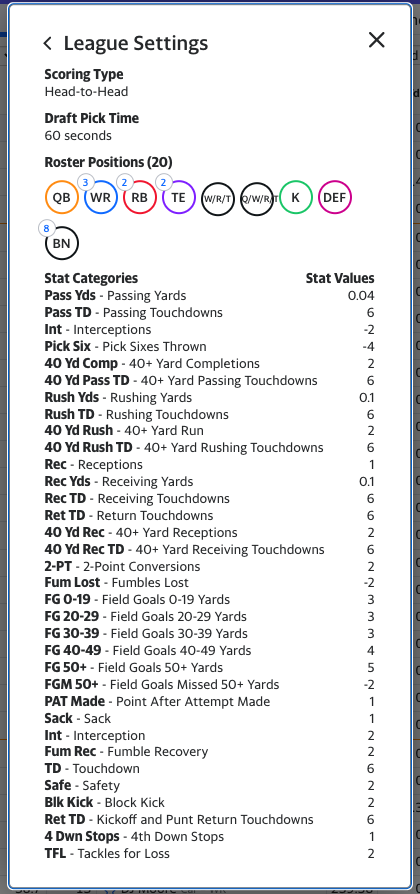 League Settings
Scoring Type
Head-to-Head
Draft Pick Time
60 seconds
Roster Positions (20)
QB 3 WR 2 RB 2 TE W/R/T Q/W/R/T K DEF
8 BN
Stat Categories Stat Values
Pass Yds - Passing Yards 0.04
Pass TD - Passing Touchdowns 6
Int - Interceptions -2
Pick Six - Pick Sixes Thrown -4
40 Yd Comp - 40+ Yard Completions 2
40 Yd Pass TD - 40+ Yard Passing Touchdowns 6
Rush Yds - Rushing Yards 0.1
Rush TD - Rushing Touchdowns 6
40 Yd Rush - 40+ Yard Run 2
40 Yd Rush TD - 40+ Yard Rushing Touchdowns 6
Rec - Receptions 1
Rec Yds - Receiving Yards 0.1
Rec TD - Receiving Touchdowns 6
Ret TD - Return Touchdowns 6
40 Yd Rec - 40+ Yard Receptions 2
40 Yd Rec TD - 40+ Yard Receiving Touchdowns 6
2-PT - 2-Point Conversions 2
Fum Lost - Fumbles Lost -2
FG 0-19 - Field Goals 0-19 Yards 3
FG 20-29 - Field Goals 20-29 Yards 3
FG 30-39 - Field Goals 30-39 Yards 3
FG 40-49 - Field Goals 40-49 Yards 4
FG 50+ - Field Goals 50+ Yards 5
FGM 50+ - Field Goals Missed 50+ Yards -2
PAT Made - Point After Attempt Made 1
Sack - Sack 1
Int - Interception 2
Fum Rec - Fumble Recovery 2
TD - Touchdown 6
Safe - Safety 2
Blk Kick - Block Kick 2
Ret TD - Kickoff and Punt Return Touchdowns 6
4 Dwn Stops - 4th Down Stops 1
TFL - Tackles for Loss 2